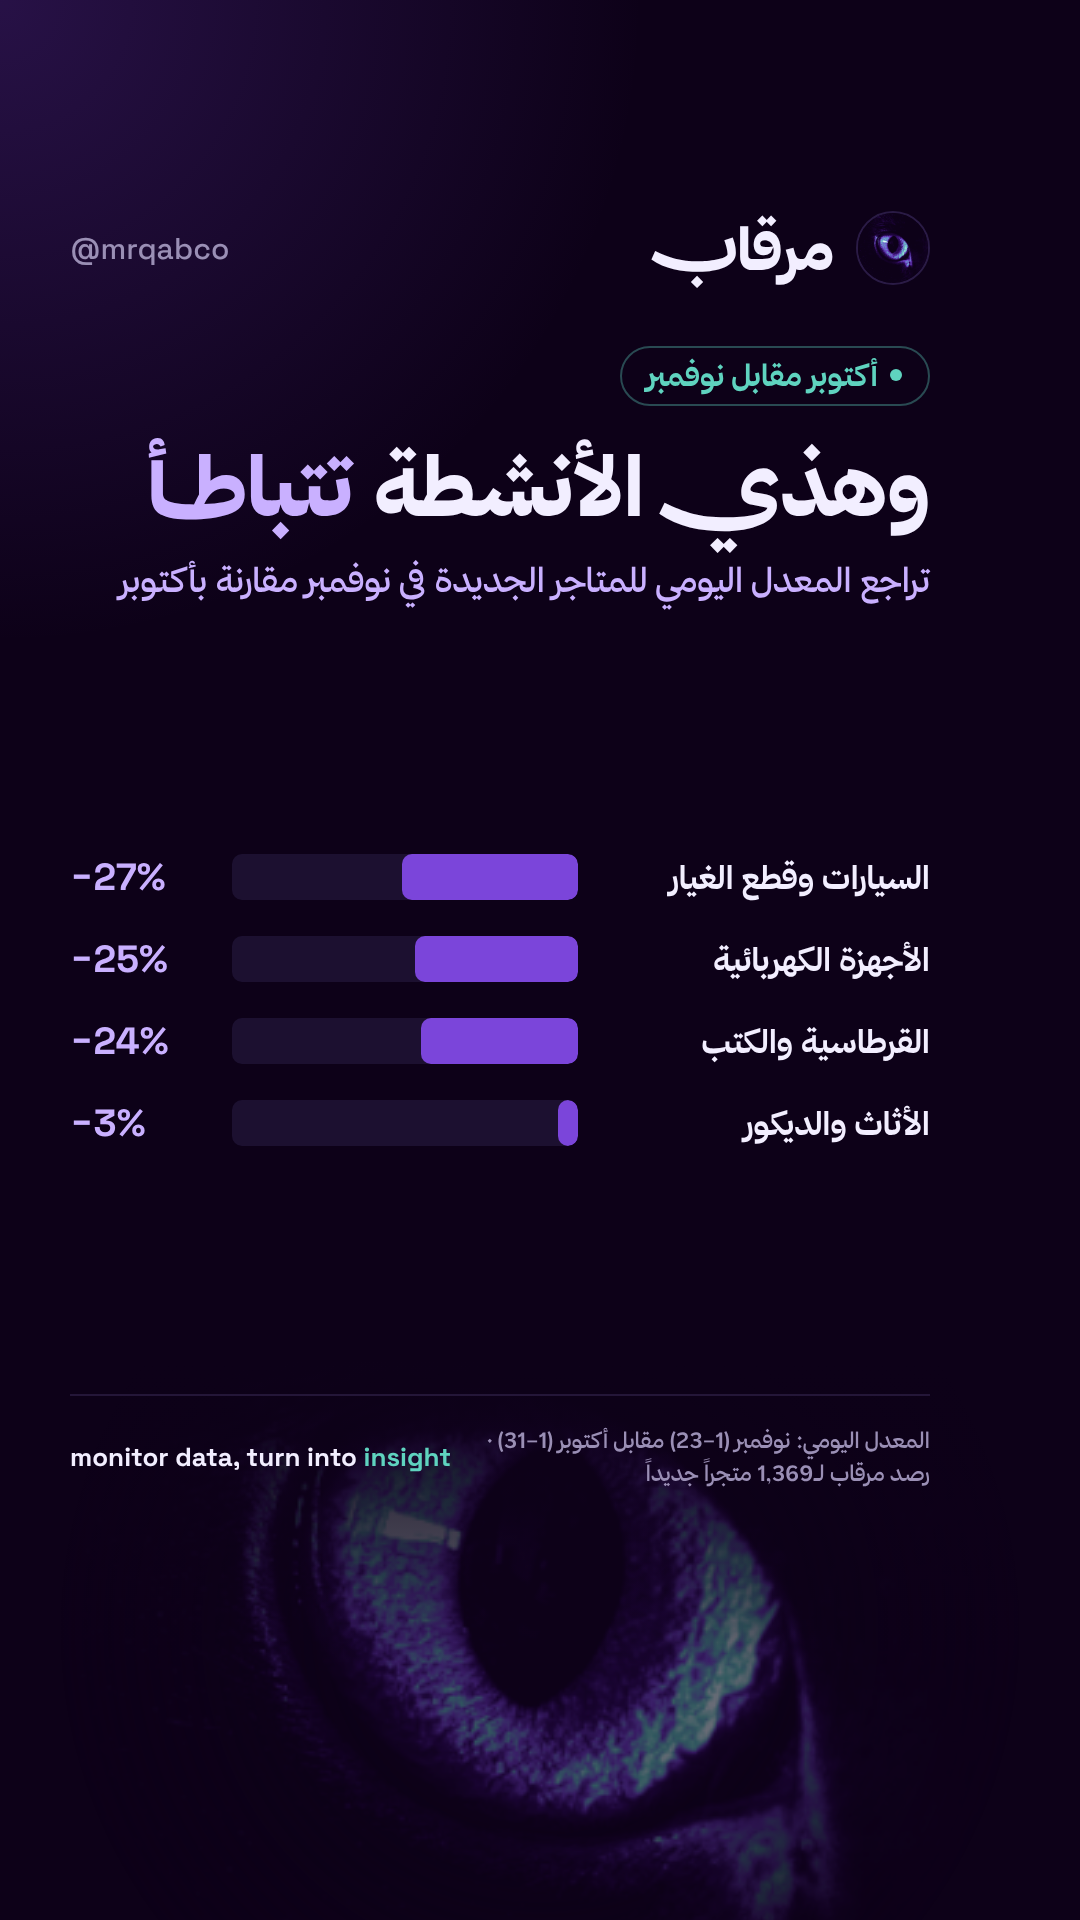 مرقاب
@mrqabco
أكتوبر مقابل نوفمبر
وهذي الأنشطة تتباطأ
تراجع المعدل اليومي للمتاجر الجديدة في نوفمبر مقارنة بأكتوبر
السيارات وقطع الغيار -27%
الأجهزة الكهربائية -25%
القرطاسية والكتب -24%
الأثاث والديكور -3%
المعدل اليومي: نوفمبر (1–23) مقابل أكتوبر (1–31) ·
رصد مرقاب لـ1,369 متجراً جديداً
monitor data, turn into insight